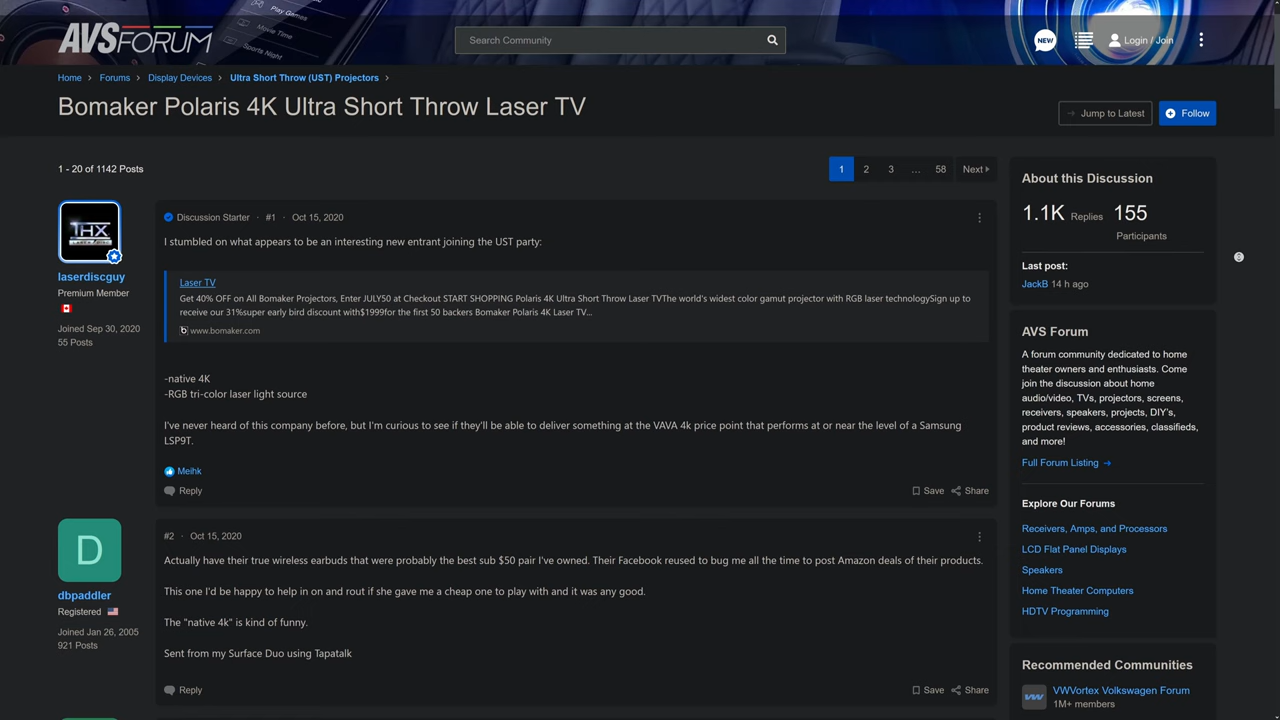 Play Games
Movie Time
Sports Night
AVSFORUM
Search Community
NEW
Login / Join
Home
Forums
Display Devices
Ultra Short Throw (UST) Projectors
Bomaker Polaris 4K Ultra Short Throw Laser TV
Jump to Latest
Follow
1 - 20 of 1142 Posts
1 2 3 … 58 Next
THX
laserdiscguy
Premium Member
Joined Sep 30, 2020
55 Posts
Discussion Starter · #1 · Oct 15, 2020
I stumbled on what appears to be an interesting new entrant joining the UST party:
Laser TV
Get 40% OFF on All Bomaker Projectors, Enter JULY50 at Checkout START SHOPPING Polaris 4K Ultra Short Throw Laser TVThe world's widest color gamut projector with RGB laser technologySign up to
receive our 31%super early bird discount with$1999for the first 50 backers Bomaker Polaris 4K Laser TV...
www.bomaker.com
-native 4K
-RGB tri-color laser light source
I've never heard of this company before, but I'm curious to see if they'll be able to deliver something at the VAVA 4k price point that performs at or near the level of a Samsung
LSP9T.
Meihk
Reply
Save
Share
D
dbpaddler
Registered
Joined Jan 26, 2005
921 Posts
#2 · Oct 15, 2020
Actually have their true wireless earbuds that were probably the best sub $50 pair I've owned. Their Facebook reused to bug me all the time to post Amazon deals of their products.
This one I'd be happy to help in on and rout if she gave me a cheap one to play with and it was any good.
The "native 4k" is kind of funny.
Sent from my Surface Duo using Tapatalk
Reply
Save
Share
About this Discussion
1.1K Replies 155
Participants
Last post:
JackB 14 h ago
AVS Forum
A forum community dedicated to home
theater owners and enthusiasts. Come
join the discussion about home
audio/video, TVs, projectors, screens,
receivers, speakers, projects, DIY's,
product reviews, accessories, classifieds,
and more!
Full Forum Listing
Explore Our Forums
Receivers, Amps, and Processors
LCD Flat Panel Displays
Speakers
Home Theater Computers
HDTV Programming
Recommended Communities
VWVortex Volkswagen Forum
1M+ members